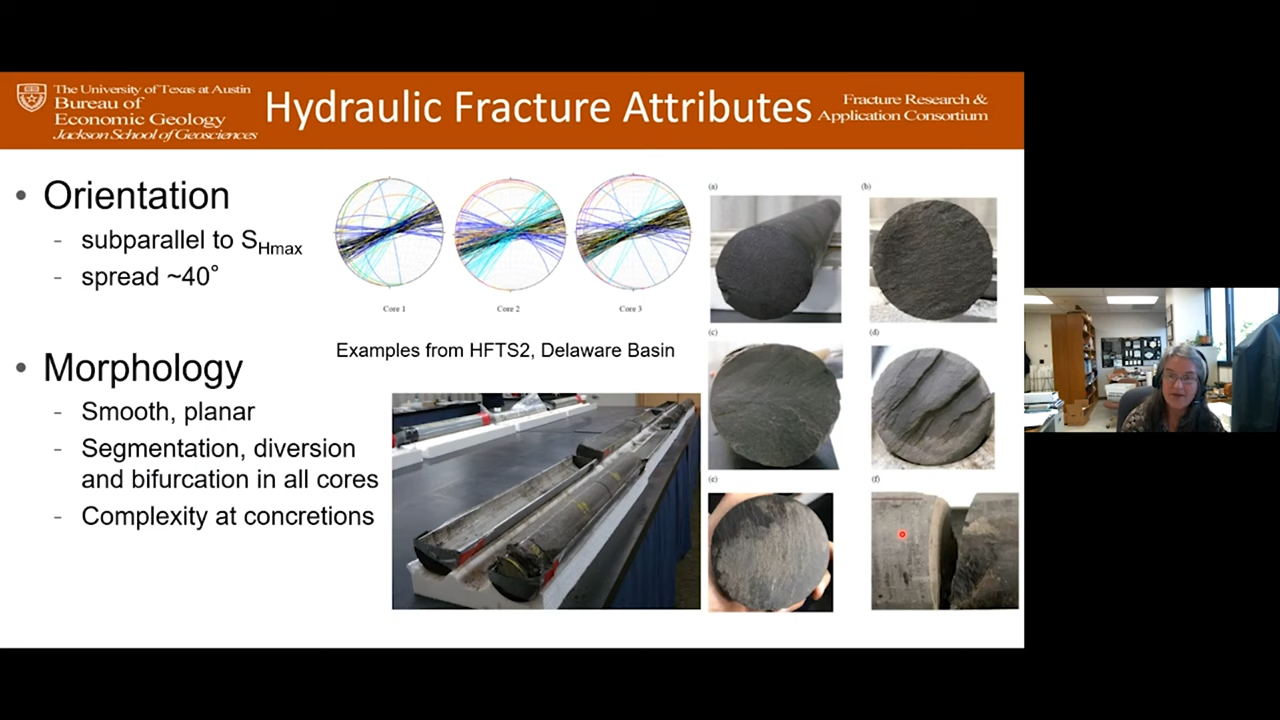 The University of Texas at Austin
Bureau of
Economic Geology
Jackson School of Geosciences
Hydraulic Fracture Attributes
Fracture Research &
Application Consortium
• Orientation
- subparallel to SHmax
- spread ~40°
• Morphology
- Smooth, planar
- Segmentation, diversion
and bifurcation in all cores
- Complexity at concretions
Core 1
Core 2
Core 3
Examples from HFTS2, Delaware Basin
(a)
(b)
(c)
(d)
(e)
(f)